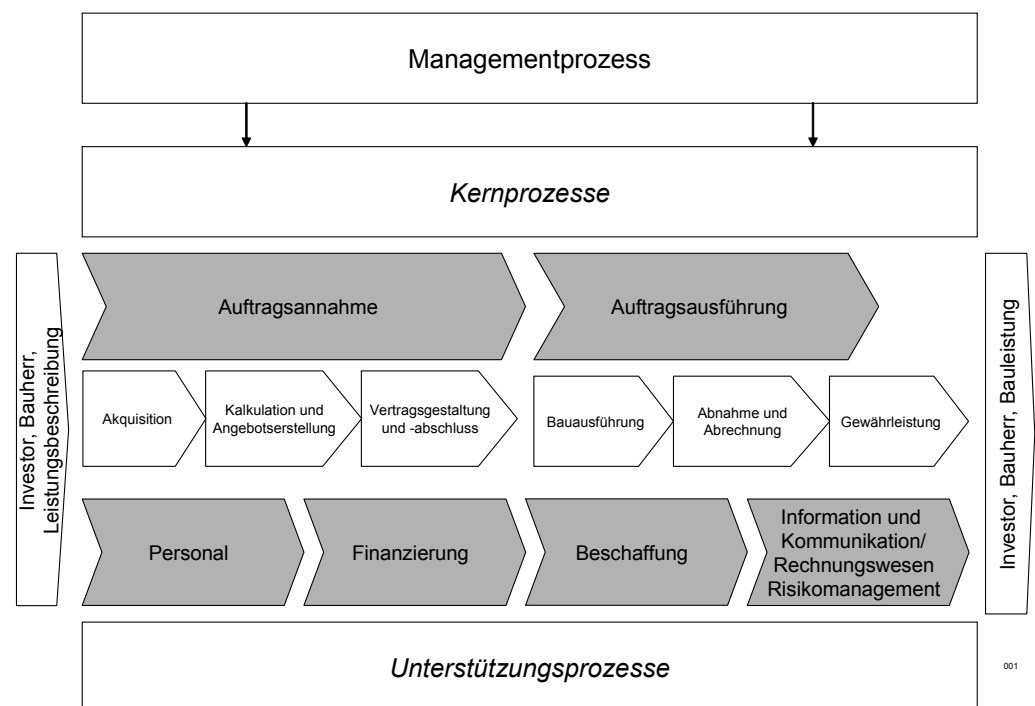 Managementprozess
Kernprozesse
Investor, Bauherr,
Leistungsbeschreibung
Auftragsannahme
Auftragsausführung
Akquisition
Kalkulation und
Angebotserstellung
Vertragsgestaltung
und -abschluss
Bauausführung
Abnahme und
Abrechnung
Gewährleistung
Personal
Finanzierung
Beschaffung
Information und
Kommunikation/
Rechnungswesen
Risikomanagement
Investor, Bauherr, Bauleistung
Unterstützungsprozesse
001